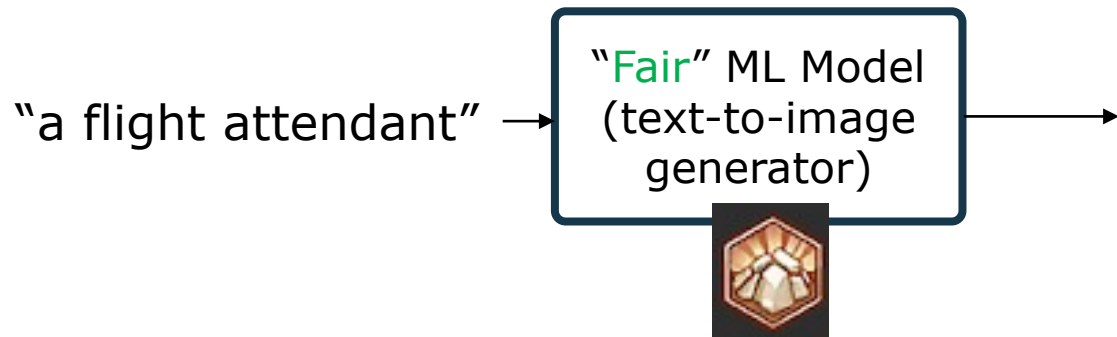 “a flight attendant”
“Fair” ML Model
(text-to-image
generator)